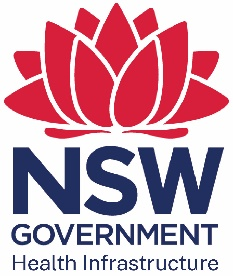 NSW
GOVERNMENT
Health Infrastructure